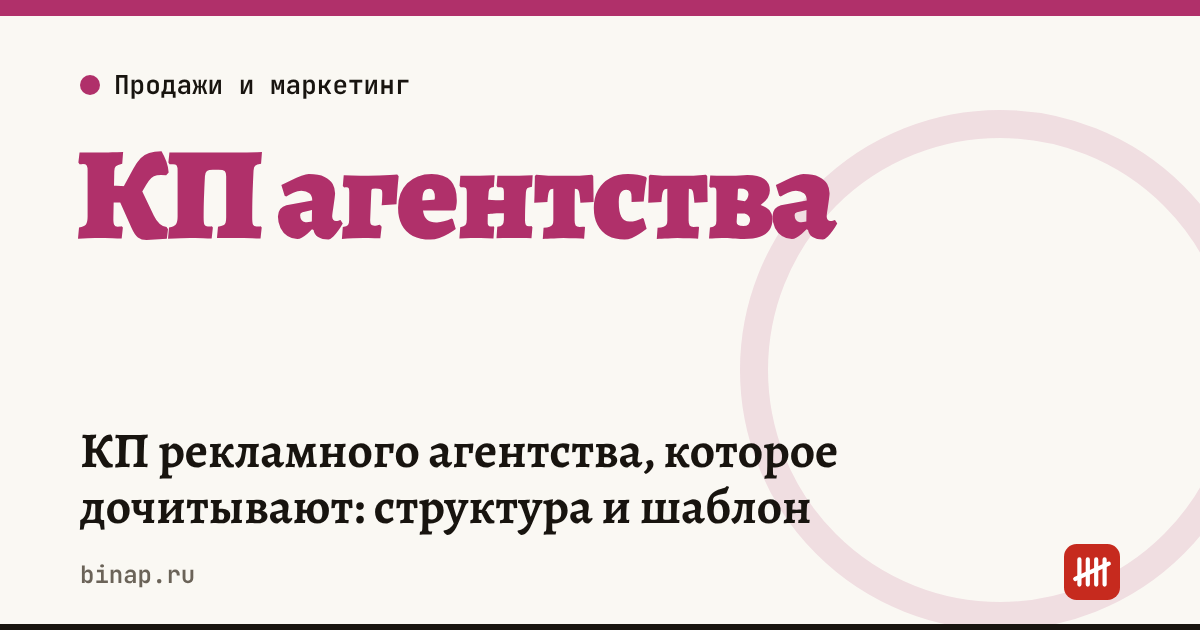 Продажи и маркетинг
КП агентства
КП рекламного агентства, которое
дочитывают: структура и шаблон
binap.ru